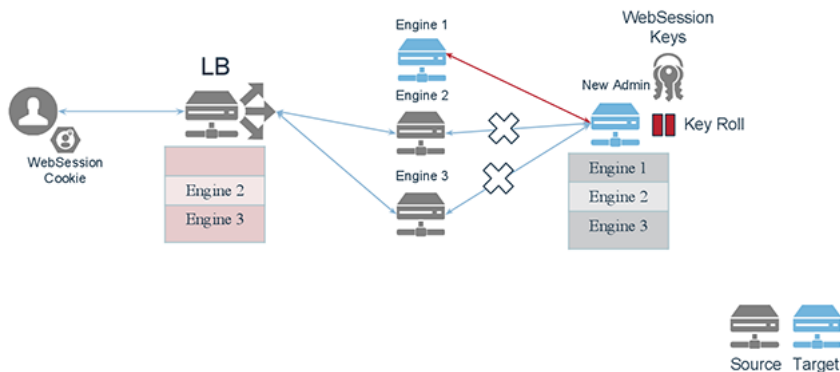 Engine 1
WebSession
Keys
LB
New Admin
Engine 2
Key Roll
WebSession
Cookie
Engine 3
Engine 2
Engine 3
Engine 1
Engine 2
Engine 3
Source
Target